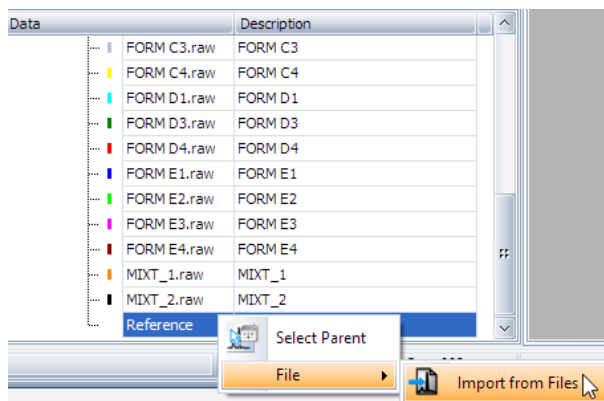 Data Description
FORM C3.raw FORM C3
FORM C4.raw FORM C4
FORM D1.raw FORM D1
FORM D3.raw FORM D3
FORM D4.raw FORM D4
FORM E1.raw FORM E1
FORM E2.raw FORM E2
FORM E3.raw FORM E3
FORM E4.raw FORM E4
MIXT_1.raw MIXT_1
MIXT_2.raw MIXT_2
Reference
Select Parent
File
Import from Files